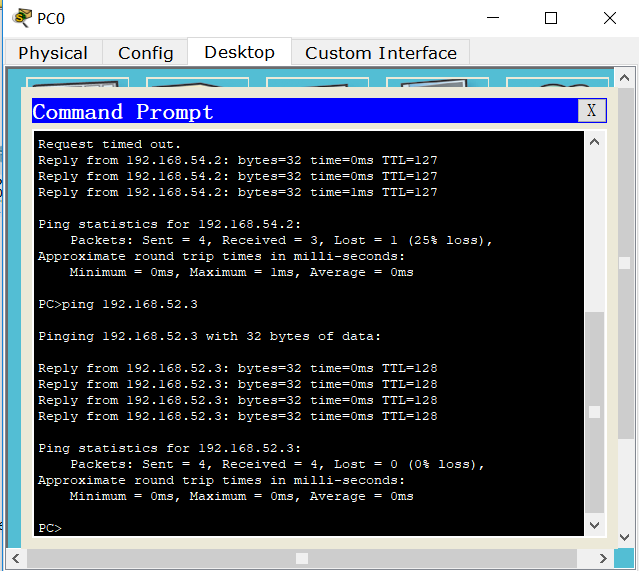 PC0
Physical Config Desktop Custom Interface
Command Prompt X
Request timed out.
Reply from 192.168.54.2: bytes=32 time=0ms TTL=127
Reply from 192.168.54.2: bytes=32 time=0ms TTL=127
Reply from 192.168.54.2: bytes=32 time=1ms TTL=127
Ping statistics for 192.168.54.2:
Packets: Sent = 4, Received = 3, Lost = 1 (25% loss),
Approximate round trip times in milli-seconds:
Minimum = 0ms, Maximum = 1ms, Average = 0ms
PC>ping 192.168.52.3
Pinging 192.168.52.3 with 32 bytes of data:
Reply from 192.168.52.3: bytes=32 time=0ms TTL=128
Reply from 192.168.52.3: bytes=32 time=0ms TTL=128
Reply from 192.168.52.3: bytes=32 time=0ms TTL=128
Reply from 192.168.52.3: bytes=32 time=0ms TTL=128
Ping statistics for 192.168.52.3:
Packets: Sent = 4, Received = 4, Lost = 0 (0% loss),
Approximate round trip times in milli-seconds:
Minimum = 0ms, Maximum = 0ms, Average = 0ms
PC>